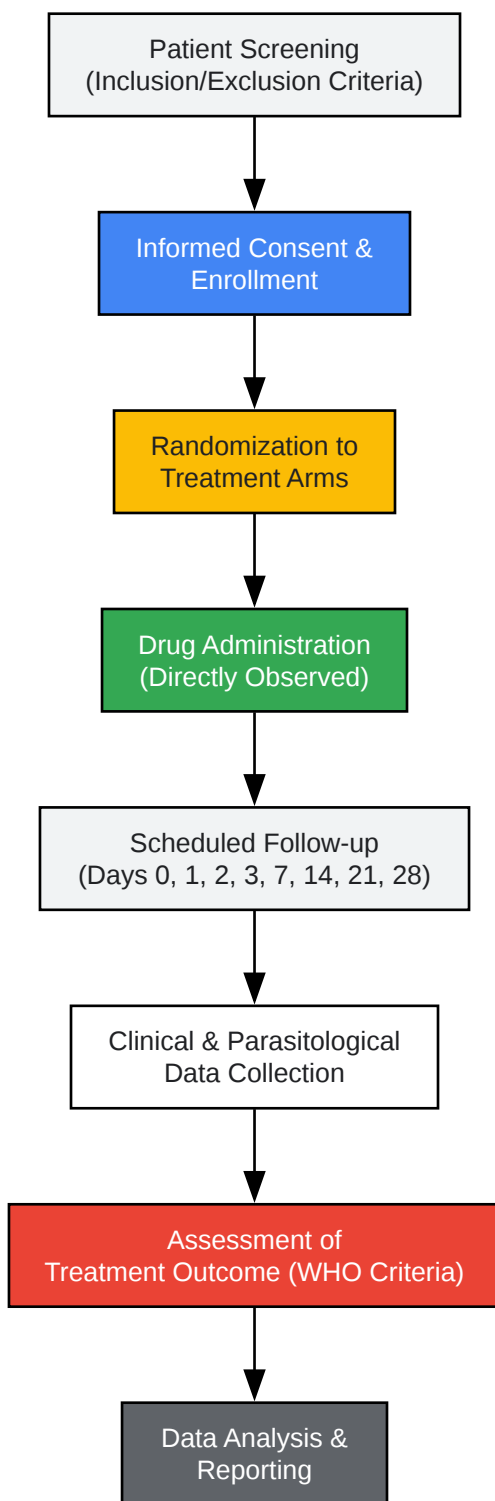 Patient Screening
(Inclusion/Exclusion Criteria)
Informed Consent &
Enrollment
Randomization to
Treatment Arms
Drug Administration
(Directly Observed)
Scheduled Follow-up
(Days 0, 1, 2, 3, 7, 14, 21, 28)
Clinical & Parasitological
Data Collection
Assessment of
Treatment Outcome (WHO Criteria)
Data Analysis &
Reporting